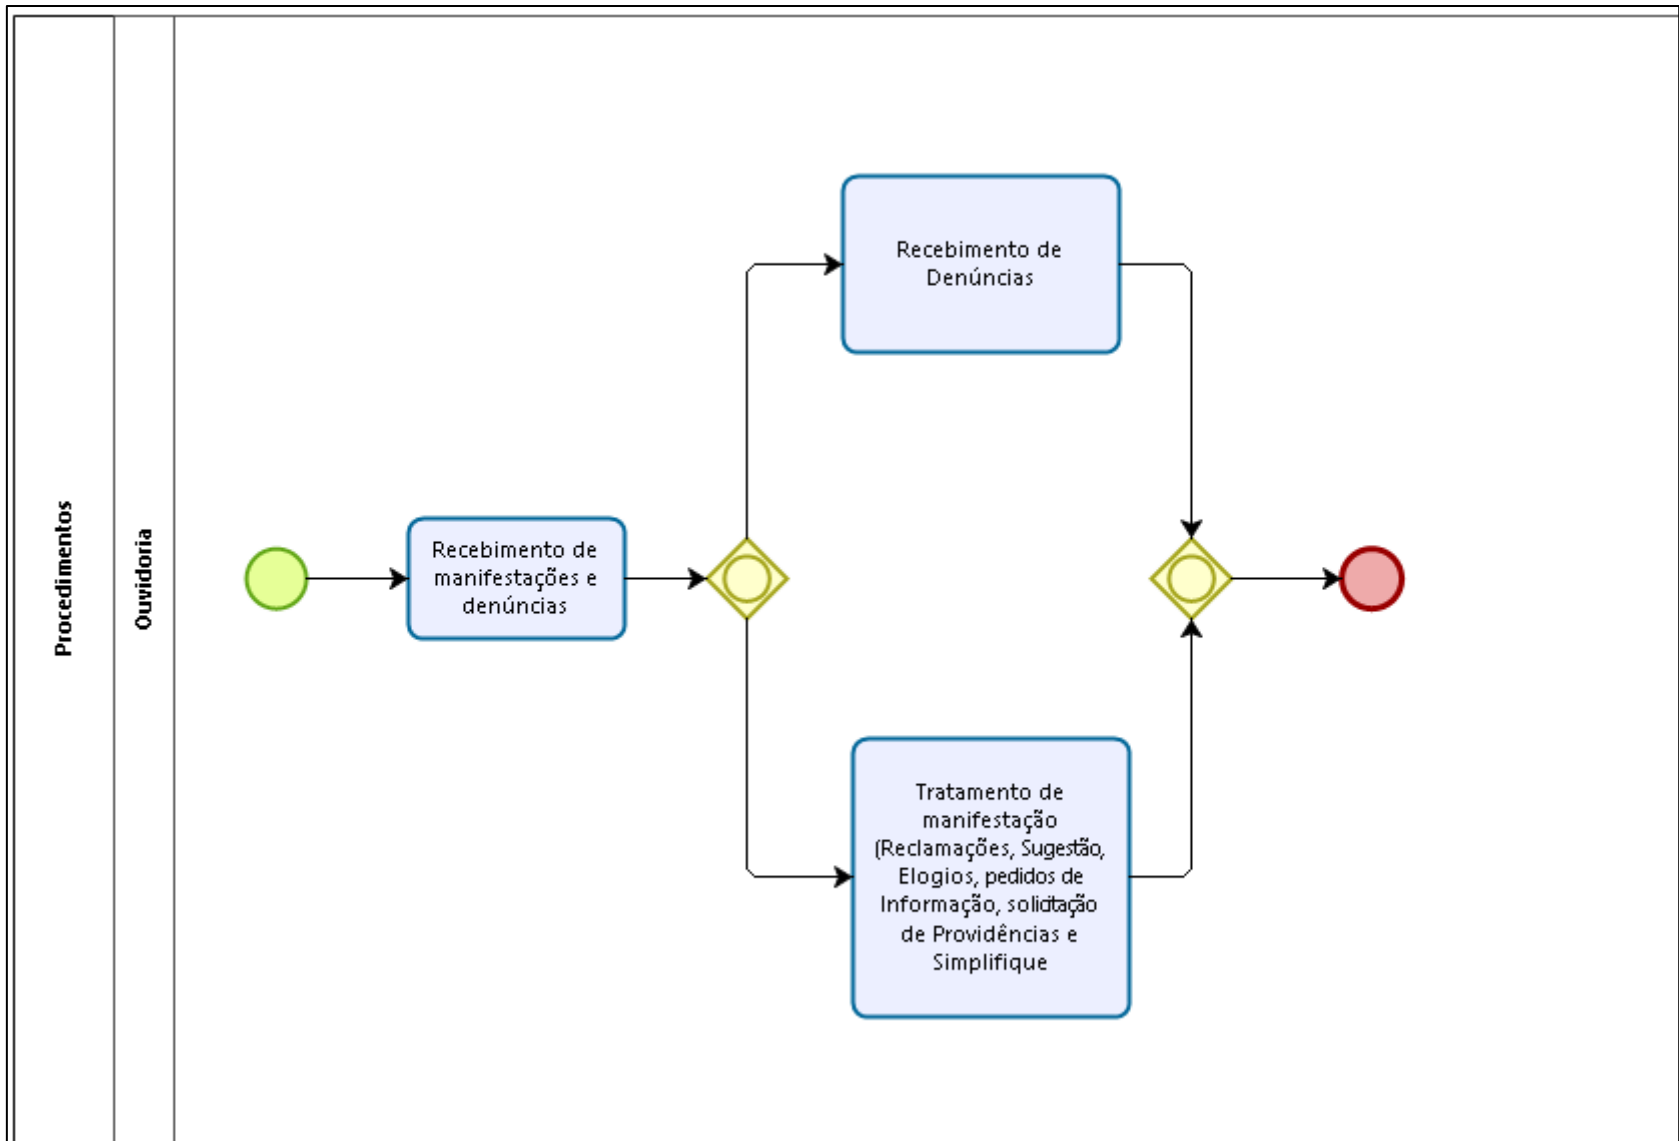 Procedimentos
Ouvidoria
Recebimento de
manifestações e
denúncias
Recebimento de
Denúncias
Tratamento de
manifestação
(Reclamações, Sugestão,
Elogios, pedidos de
Informação, solicitação
de Providências e
Simplifique